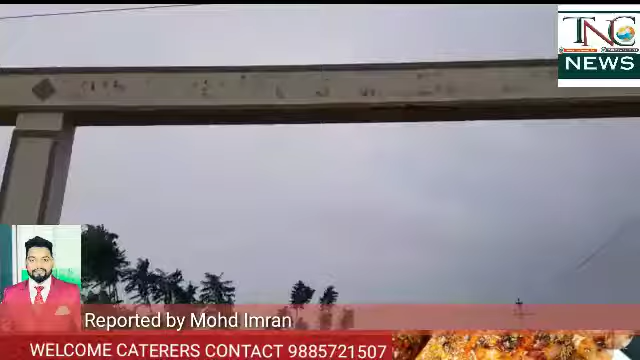 TNC
NEWS
Reported by Mohd Imran
WELCOME CATERERS CONTACT 9885721507